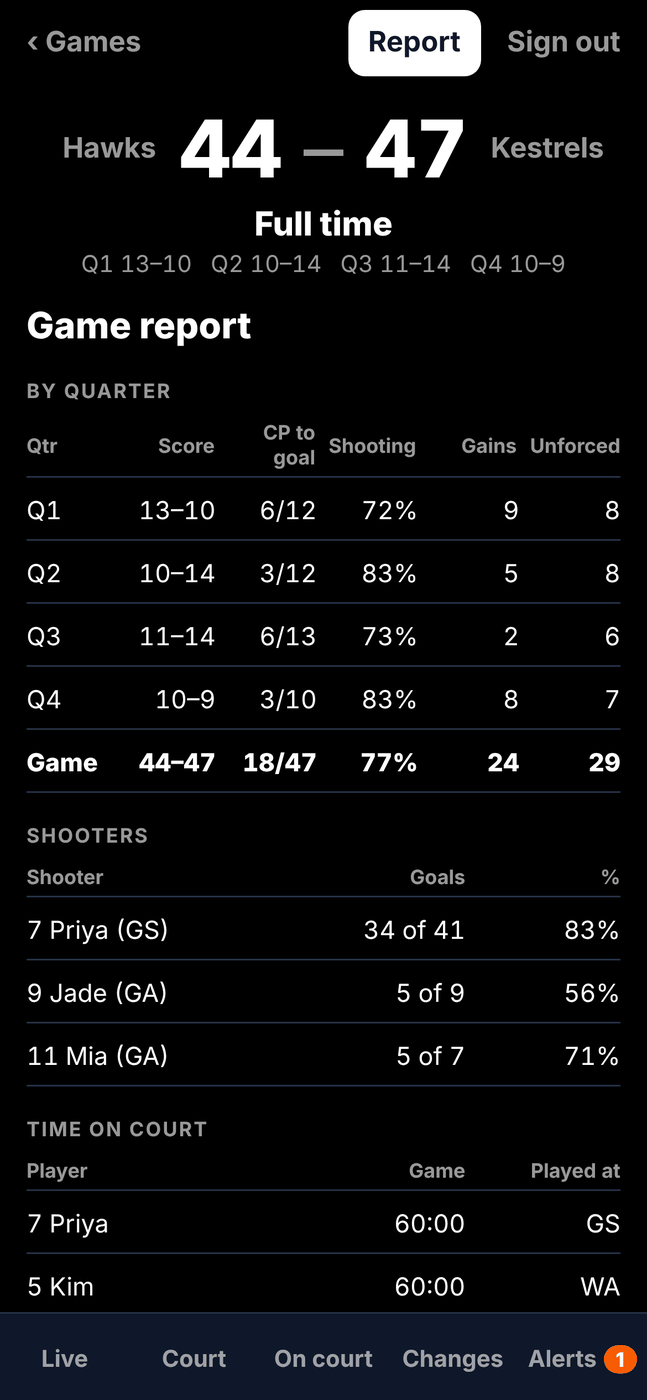 ‹ Games Report Sign out
Hawks 44 – 47 Kestrels
Full time
Q1 13–10 Q2 10–14 Q3 11–14 Q4 10–9
Game report
BY QUARTER
Qtr Score CP to goal Shooting Gains Unforced
Q1 13–10 6/12 72% 9 8
Q2 10–14 3/12 83% 5 8
Q3 11–14 6/13 73% 2 6
Q4 10–9 3/10 83% 8 7
Game 44–47 18/47 77% 24 29
SHOOTERS
Shooter Goals %
7 Priya (GS) 34 of 41 83%
9 Jade (GA) 5 of 9 56%
11 Mia (GA) 5 of 7 71%
TIME ON COURT
Player Game Played at
7 Priya 60:00 GS
5 Kim 60:00 WA
Live Court On court Changes Alerts 1